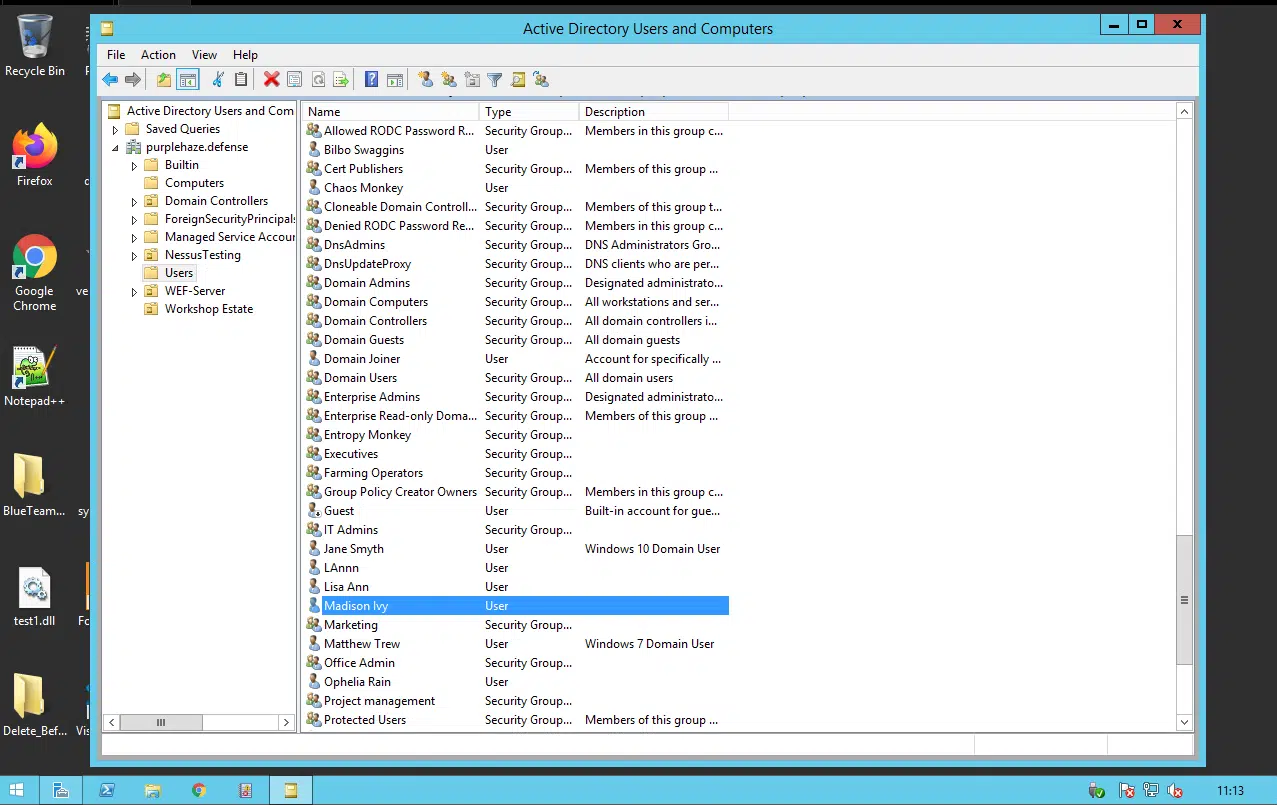 Active Directory Users and Computers
File Action View Help
Recycle Bin
Firefox
Google
Chrome
Notepad++
BlueTeam...
test1.dll
Delete_Bef...
ve
sy
Fo
Vis
Active Directory Users and Com
Saved Queries
purplehaze.defense
Builtin
Computers
Domain Controllers
ForeignSecurityPrincipals
Managed Service Accour
NessusTesting
Users
WEF-Server
Workshop Estate
Name Type Description
Allowed RODC Password R... Security Group... Members in this group c...
Bilbo Swaggins User
Cert Publishers Security Group... Members of this group ...
Chaos Monkey User
Cloneable Domain Controll... Security Group... Members of this group t...
Denied RODC Password Re... Security Group... Members in this group c...
DnsAdmins Security Group... DNS Administrators Gro...
DnsUpdateProxy Security Group... DNS clients who are per...
Domain Admins Security Group... Designated administrato...
Domain Computers Security Group... All workstations and ser...
Domain Controllers Security Group... All domain controllers i...
Domain Guests Security Group... All domain guests
Domain Joiner User Account for specifically ...
Domain Users Security Group... All domain users
Enterprise Admins Security Group... Designated administrato...
Enterprise Read-only Doma... Security Group... Members of this group ...
Entropy Monkey Security Group...
Executives Security Group...
Farming Operators Security Group...
Group Policy Creator Owners Security Group... Members in this group c...
Guest User Built-in account for gue...
IT Admins Security Group...
Jane Smyth User Windows 10 Domain User
LAnnn User
Lisa Ann User
Madison Ivy User
Marketing Security Group...
Matthew Trew User Windows 7 Domain User
Office Admin Security Group...
Ophelia Rain User
Project management Security Group...
Protected Users Security Group... Members of this group ...
11:13